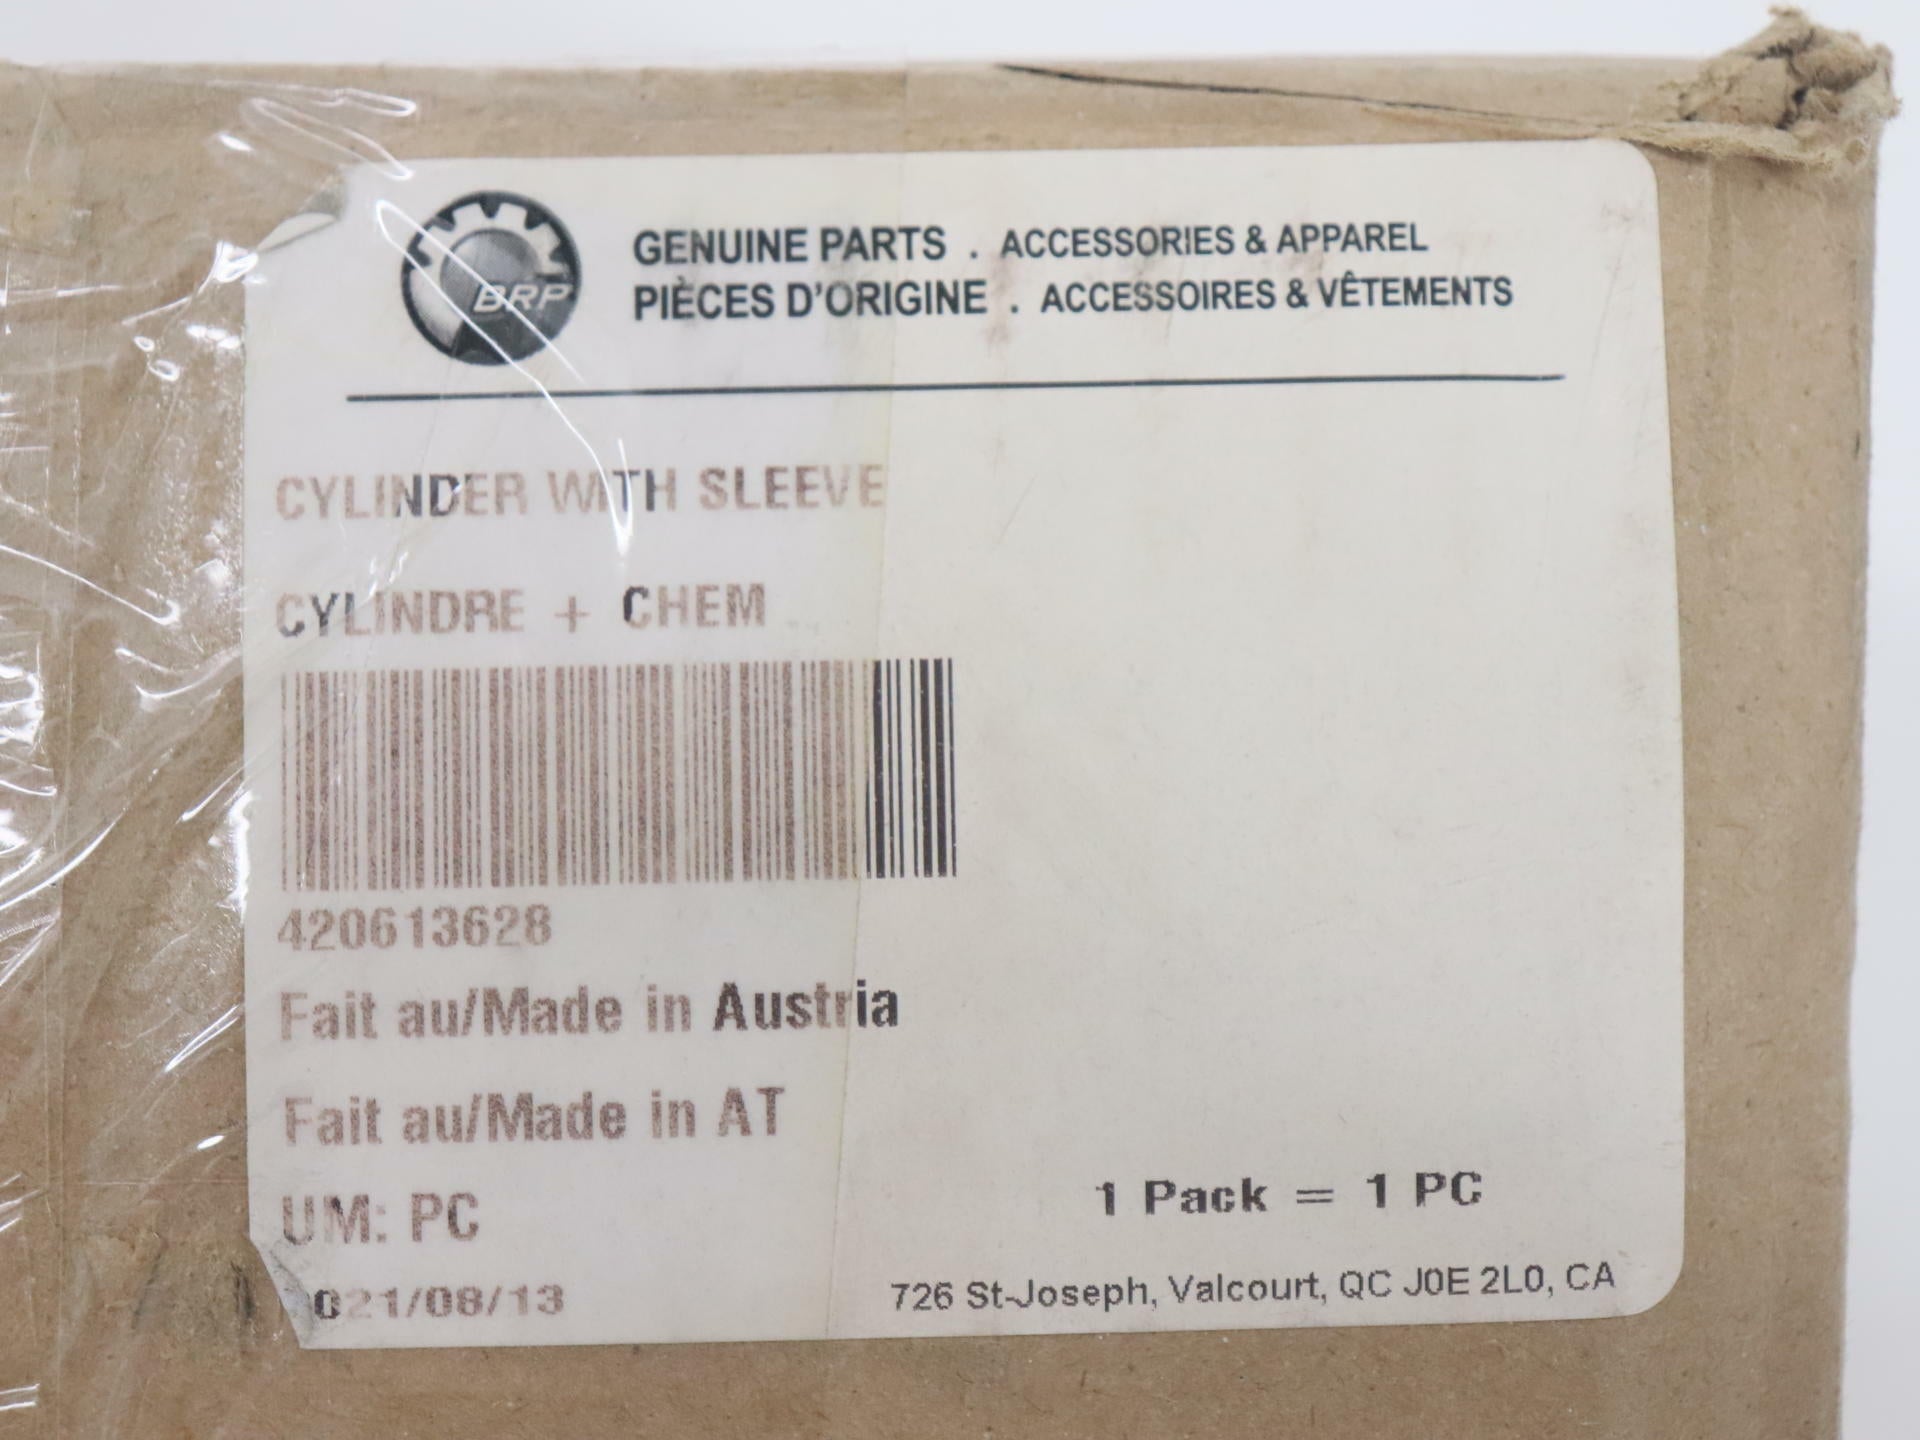 BRP
GENUINE PARTS . ACCESSORIES & APPAREL
PIÈCES D'ORIGINE . ACCESSOIRES & VÊTEMENTS
CYLINDER WITH SLEEVE
CYLINDRE + CHEM
420613628
Fait au/Made in Austria
Fait au/Made in AT
UM: PC
1 Pack = 1 PC
021/08/13
726 St-Joseph, Valcourt, QC J0E 2L0, CA